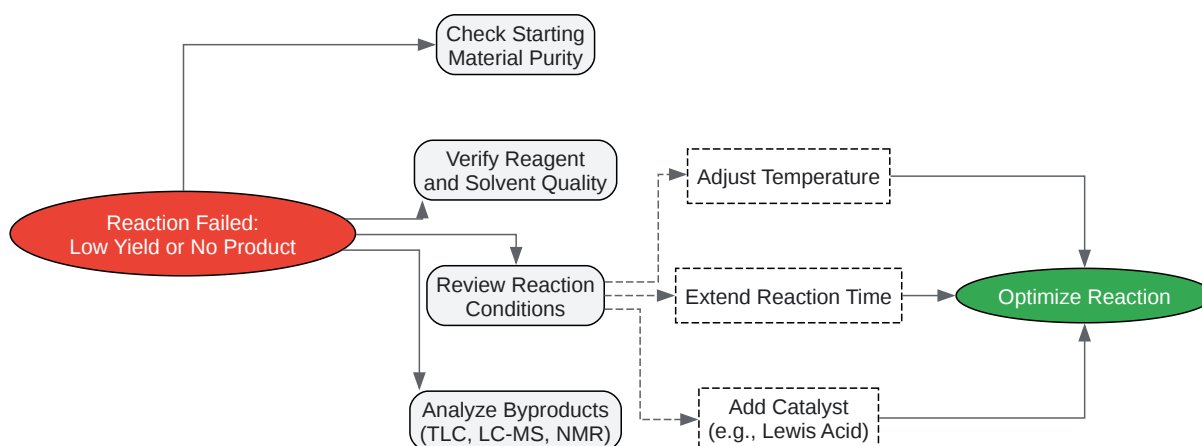 Check Starting
Material Purity
Verify Reagent
and Solvent Quality
Adjust Temperature
Reaction Failed:
Low Yield or No Product
Review Reaction
Conditions
Extend Reaction Time
Optimize Reaction
Analyze Byproducts
(TLC, LC-MS, NMR)
Add Catalyst
(e.g., Lewis Acid)